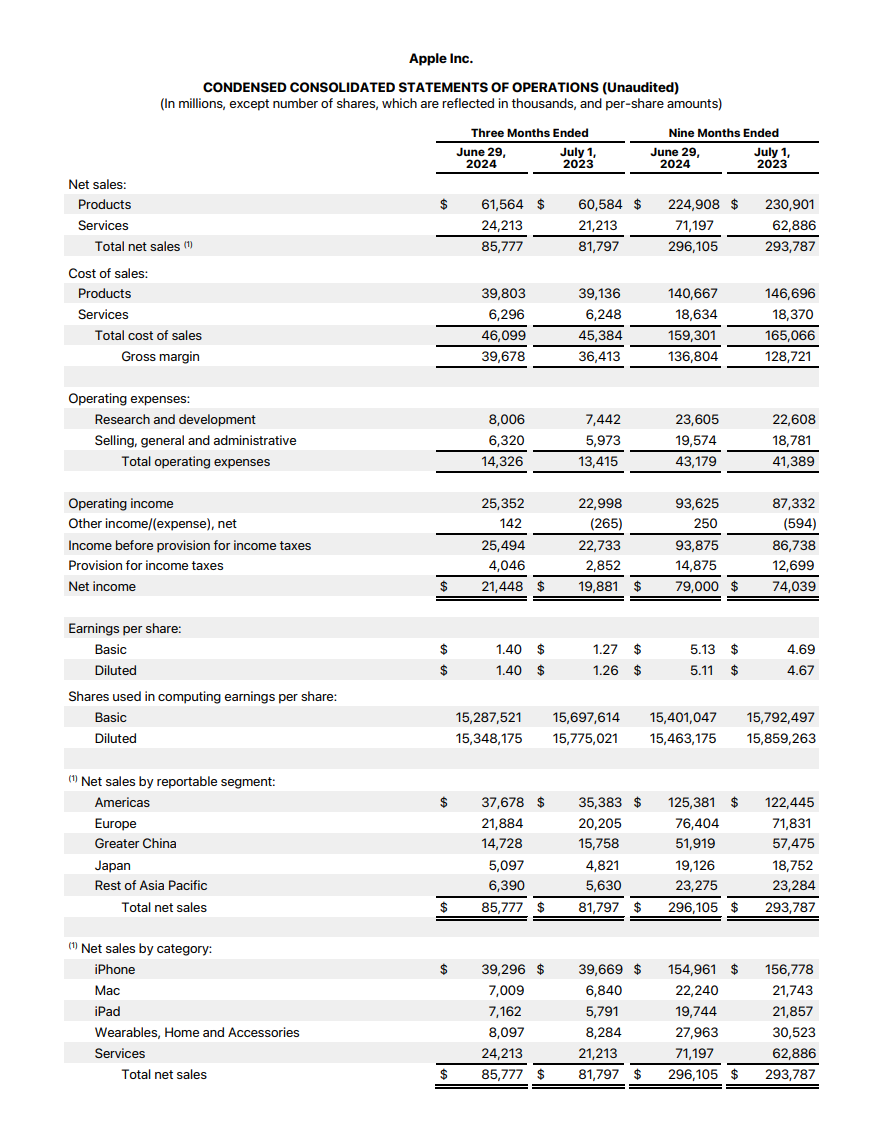 Apple Inc.
CONDENSED CONSOLIDATED STATEMENTS OF OPERATIONS (Unaudited)
(In millions, except number of shares, which are reflected in thousands, and per-share amounts)
Three Months Ended Nine Months Ended
June 29, 2024 July 1, 2023 June 29, 2024 July 1, 2023
Net sales:
Products $ 61,564 $ 60,584 $ 224,908 $ 230,901
Services 24,213 21,213 71,197 62,886
Total net sales (1) 85,777 81,797 296,105 293,787
Cost of sales:
Products 39,803 39,136 140,667 146,696
Services 6,296 6,248 18,634 18,370
Total cost of sales 46,099 45,384 159,301 165,066
Gross margin 39,678 36,413 136,804 128,721
Operating expenses:
Research and development 8,006 7,442 23,605 22,608
Selling, general and administrative 6,320 5,973 19,574 18,781
Total operating expenses 14,326 13,415 43,179 41,389
Operating income 25,352 22,998 93,625 87,332
Other income/(expense), net 142 (265) 250 (594)
Income before provision for income taxes 25,494 22,733 93,875 86,738
Provision for income taxes 4,046 2,852 14,875 12,699
Net income $ 21,448 $ 19,881 $ 79,000 $ 74,039
Earnings per share:
Basic $ 1.40 $ 1.27 $ 5.13 $ 4.69
Diluted $ 1.40 $ 1.26 $ 5.11 $ 4.67
Shares used in computing earnings per share:
Basic 15,287,521 15,697,614 15,401,047 15,792,497
Diluted 15,348,175 15,775,021 15,463,175 15,859,263
(1) Net sales by reportable segment:
Americas $ 37,678 $ 35,383 $ 125,381 $ 122,445
Europe 21,884 20,205 76,404 71,831
Greater China 14,728 15,758 51,919 57,475
Japan 5,097 4,821 19,126 18,752
Rest of Asia Pacific 6,390 5,630 23,275 23,284
Total net sales $ 85,777 $ 81,797 $ 296,105 $ 293,787
(1) Net sales by category:
iPhone $ 39,296 $ 39,669 $ 154,961 $ 156,778
Mac 7,009 6,840 22,240 21,743
iPad 7,162 5,791 19,744 21,857
Wearables, Home and Accessories 8,097 8,284 27,963 30,523
Services 24,213 21,213 71,197 62,886
Total net sales $ 85,777 $ 81,797 $ 296,105 $ 293,787